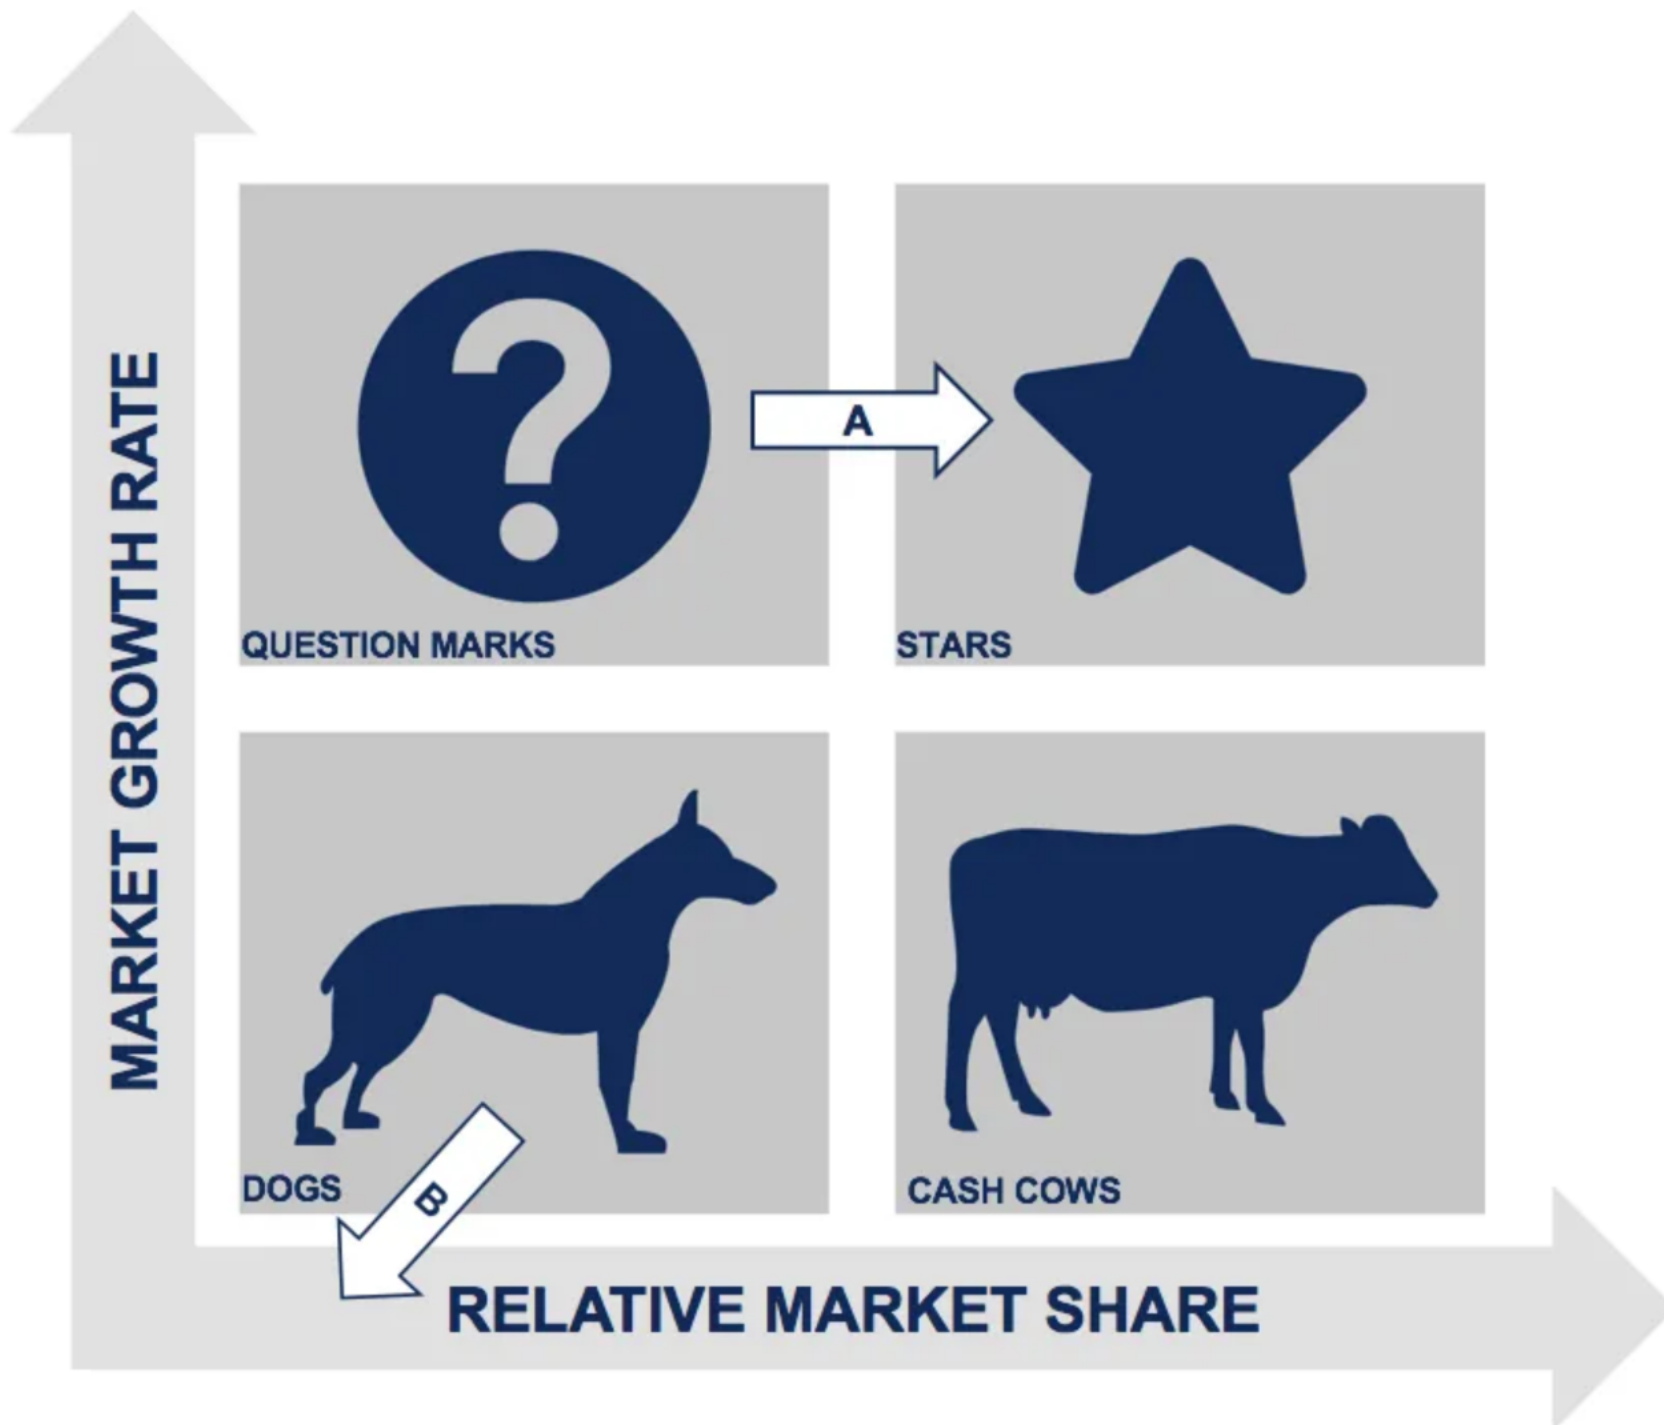 MARKET GROWTH RATE
?
A
QUESTION MARKS
STARS
B
DOGS
CASH COWS
RELATIVE MARKET SHARE